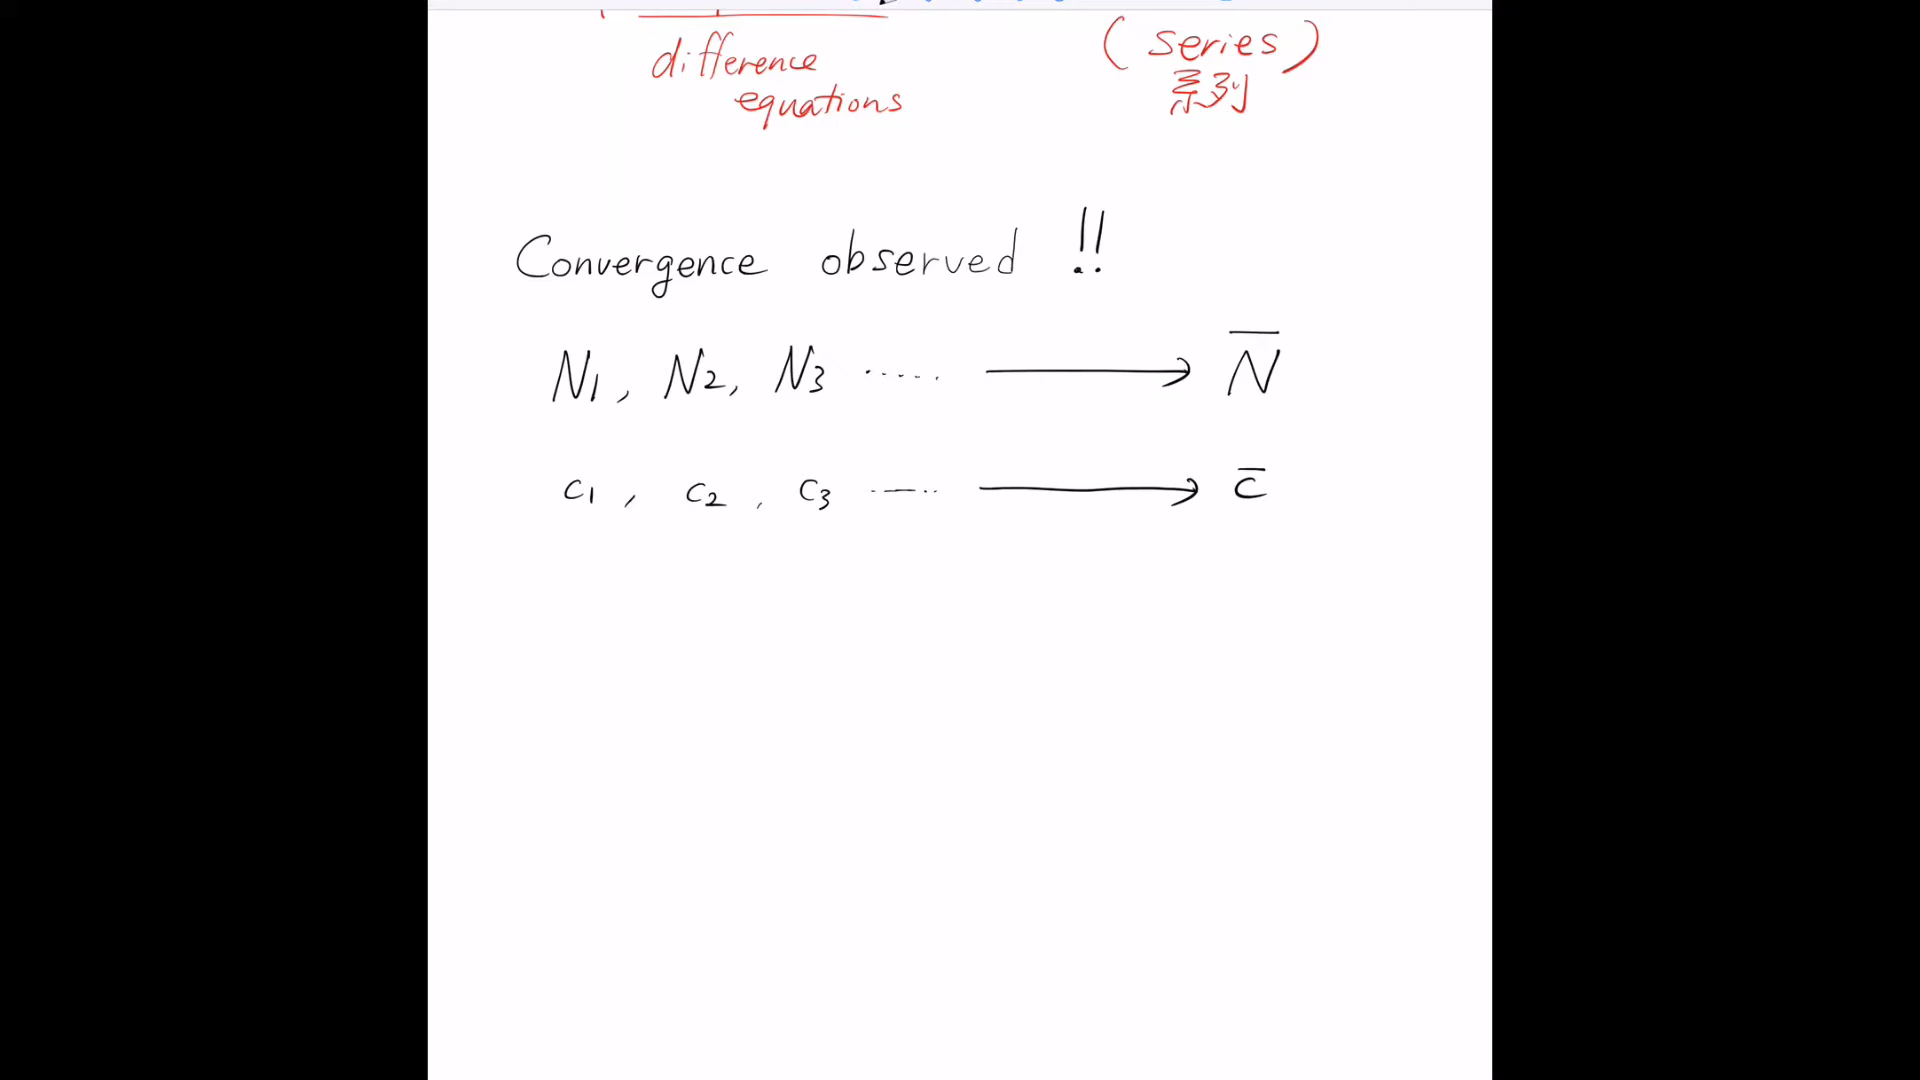 difference
equations
(series)
系列
Convergence observed !!
N1, N2, N3 ..... → N̅
c1, c2, c3 ..... → c̅